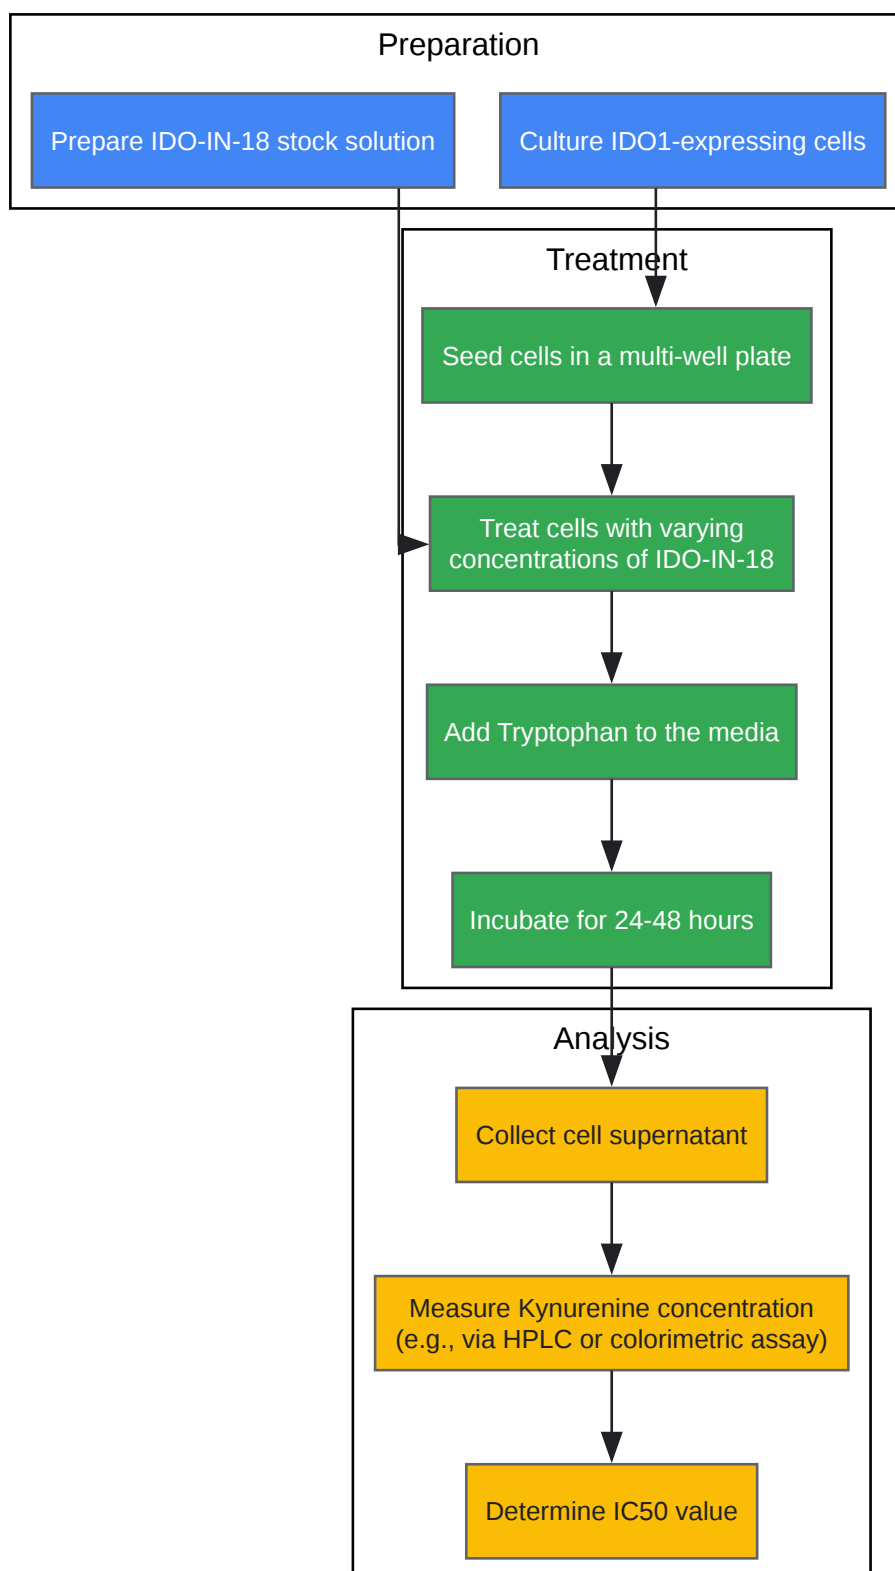 Preparation
Prepare IDO-IN-18 stock solution
Culture IDO1-expressing cells
Treatment
Seed cells in a multi-well plate
Treat cells with varying
concentrations of IDO-IN-18
Add Tryptophan to the media
Incubate for 24-48 hours
Analysis
Collect cell supernatant
Measure Kynurenine concentration
(e.g., via HPLC or colorimetric assay)
Determine IC50 value